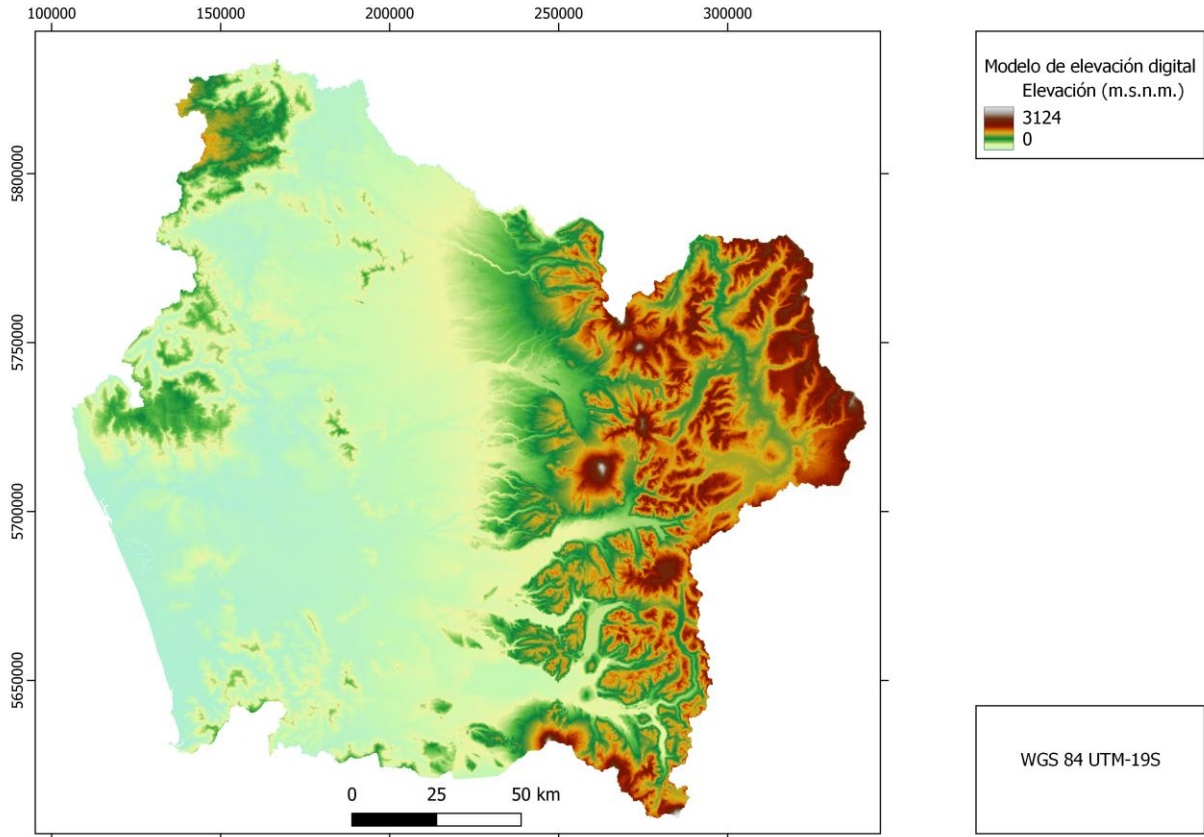 100000 150000 200000 250000 300000
5800000
5750000
5700000
5650000
0 25 50 km
Modelo de elevación digital
Elevación (m.s.n.m.)
3124
0
WGS 84 UTM-19S